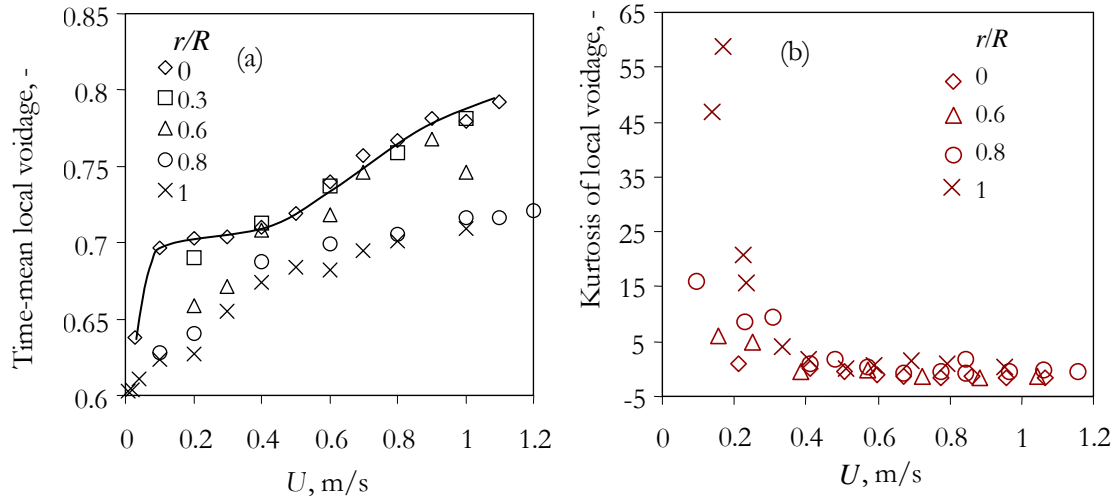 Time-mean local voidage, -
0.85
0.8
0.75
0.7
0.65
0.6
r/R
(a)
0
0.3
0.6
0.8
1
0 0.2 0.4 0.6 0.8 1.0 1.2
U, m/s
Kurtosis of local voidage, -
65
55
45
35
25
15
5
-5
(b)
r/R
0
0.6
0.8
1
0 0.2 0.4 0.6 0.8 1 1.2
U, m/s